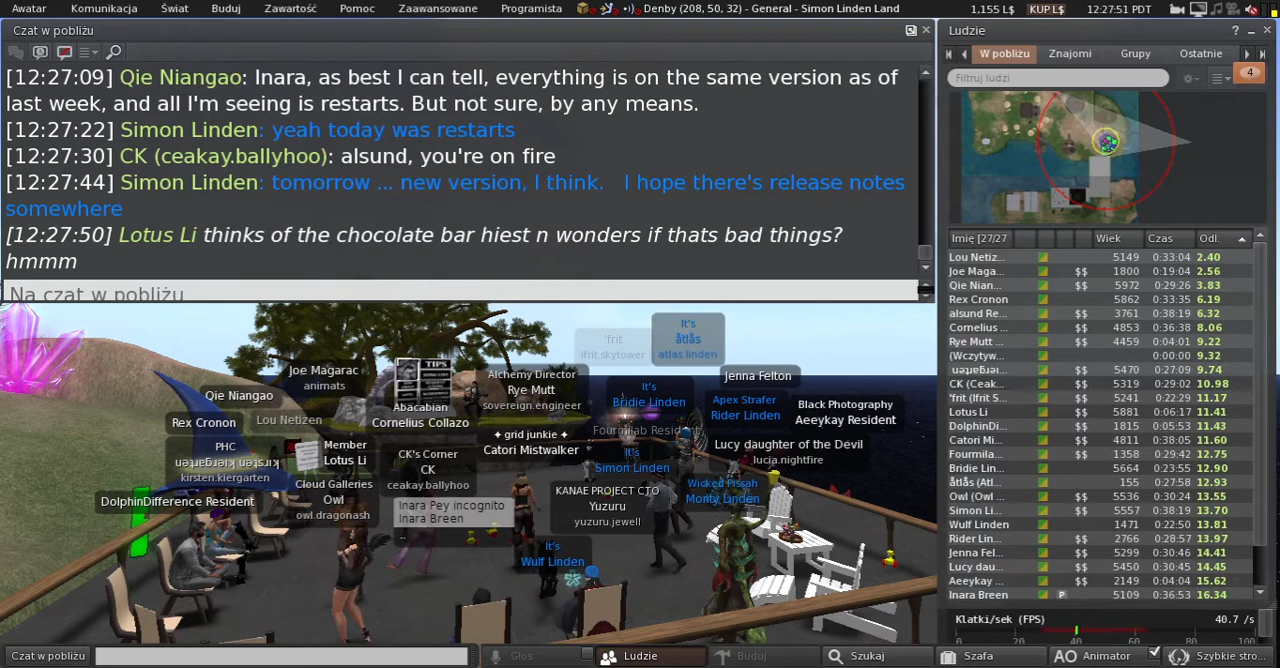 Awatar Komunikacja Świat Buduj Zawartość Pomoc Zaawansowane Programista Denby (208, 50, 32) - General - Simon Linden Land 1,155 L$ KUP L$ 12:27:51 PDT
Czat w pobliżu
[12:27:09] Qie Niangao: Inara, as best I can tell, everything is on the same version as of
last week, and all I'm seeing is restarts. But not sure, by any means.
[12:27:22] Simon Linden: yeah today was restarts
[12:27:30] CK (ceakay.ballyhoo): alsund, you're on fire
[12:27:44] Simon Linden: tomorrow ... new version, I think. I hope there's release notes
somewhere
[12:27:50] Lotus Li thinks of the chocolate bar hiest n wonders if thats bad things?
hmmm
Na czat w pobliżu
Ludzie
W pobliżu Znajomi Grupy Ostatnie
Filtruj ludzi
4
Imię [27/27 Wiek Czas Odl.
Lou Netiz... 5149 0:33:04 2.40
Joe Maga... $$ 1800 0:19:04 2.56
Qie Nian... $$ 5972 0:29:26 3.83
Rex Cronon 5862 0:33:35 6.19
alsund Re... $$ 3761 0:38:19 6.32
Cornelius ... $$ 4853 0:36:38 8.06
Rye Mutt ... $$ 4459 0:04:01 9.22
(Wczytyw... 0:00:00 9.32
$$ 5470 0:27:09 9.74
CK (Ceak... $$ 5319 0:29:02 10.98
'frit (Ifrit S... $$ 5241 0:22:29 11.17
Lotus Li $$ 5881 0:06:17 11.41
DolphinDi... $$ 1815 0:05:53 11.43
Catori Mi... $$ 4811 0:38:05 11.60
Fourmila... $$ 1358 0:29:42 12.75
Bridie Lin... 5664 0:23:55 12.90
åtlås (Atl... 155 0:27:58 12.93
Owl (Owl ... $$ 5536 0:30:24 13.55
Simon Li... $$ 5557 0:38:19 13.70
Wulf Linden 1471 0:22:50 13.81
Rider Lin... $$ 2766 0:28:57 13.97
Jenna Fel... $$ 5299 0:30:46 14.41
Lucy dau... $$ 5450 0:30:45 14.45
Aeeykay ... $$ 2149 0:04:04 15.62
Inara Breen P 5109 0:36:53 16.34
Klatki/sek (FPS) 40.7 /s
0 20 40 60 80 100
It's
åtlås
atlas.linden
'frit
ifrit.skytower
Joe Magarac
animats
TIPS
Alchemy Director
Rye Mutt
sovereign.engineer
It's
Bridie Linden
Jenna Felton
Qie Niangao
Abacabian
Cornelius Collazo
Apex Strafer
Rider Linden
Black Photography
Aeeykay Resident
Rex Cronon
Lou Netizen
Fourmilab Resident
✦ grid junkie ✦
Catori Mistwalker
Lucy daughter of the Devil
lucia.nightfire
PHC
kirsten.kiergarten
Member
Lotus Li
CK's Corner
CK
ceakay.ballyhoo
It's
Simon Linden
Cloud Galleries
Owl
owl.dragonash
KANAE PROJECT CTO
Yuzuru
yuzuru.jewell
Wicked Pissah
Monty Linden
DolphinDifference Resident
Inara Pey incognito
Inara Breen
It's
Wulf Linden
Czat w pobliżu Głos Ludzie Buduj Szukaj Szafa AO Animator Szybkie stro...